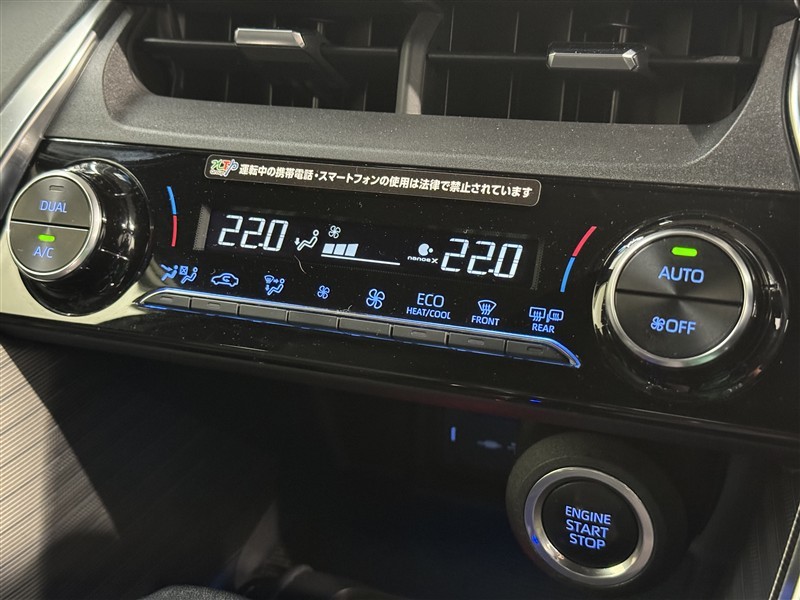 運転中の携帯電話・スマートフォンの使用は法律で禁止されています
DUAL
A/C
22.0
nanoe X
22.0
AUTO
OFF
ECO
HEAT/COOL
FRONT
REAR
ENGINE
START
STOP